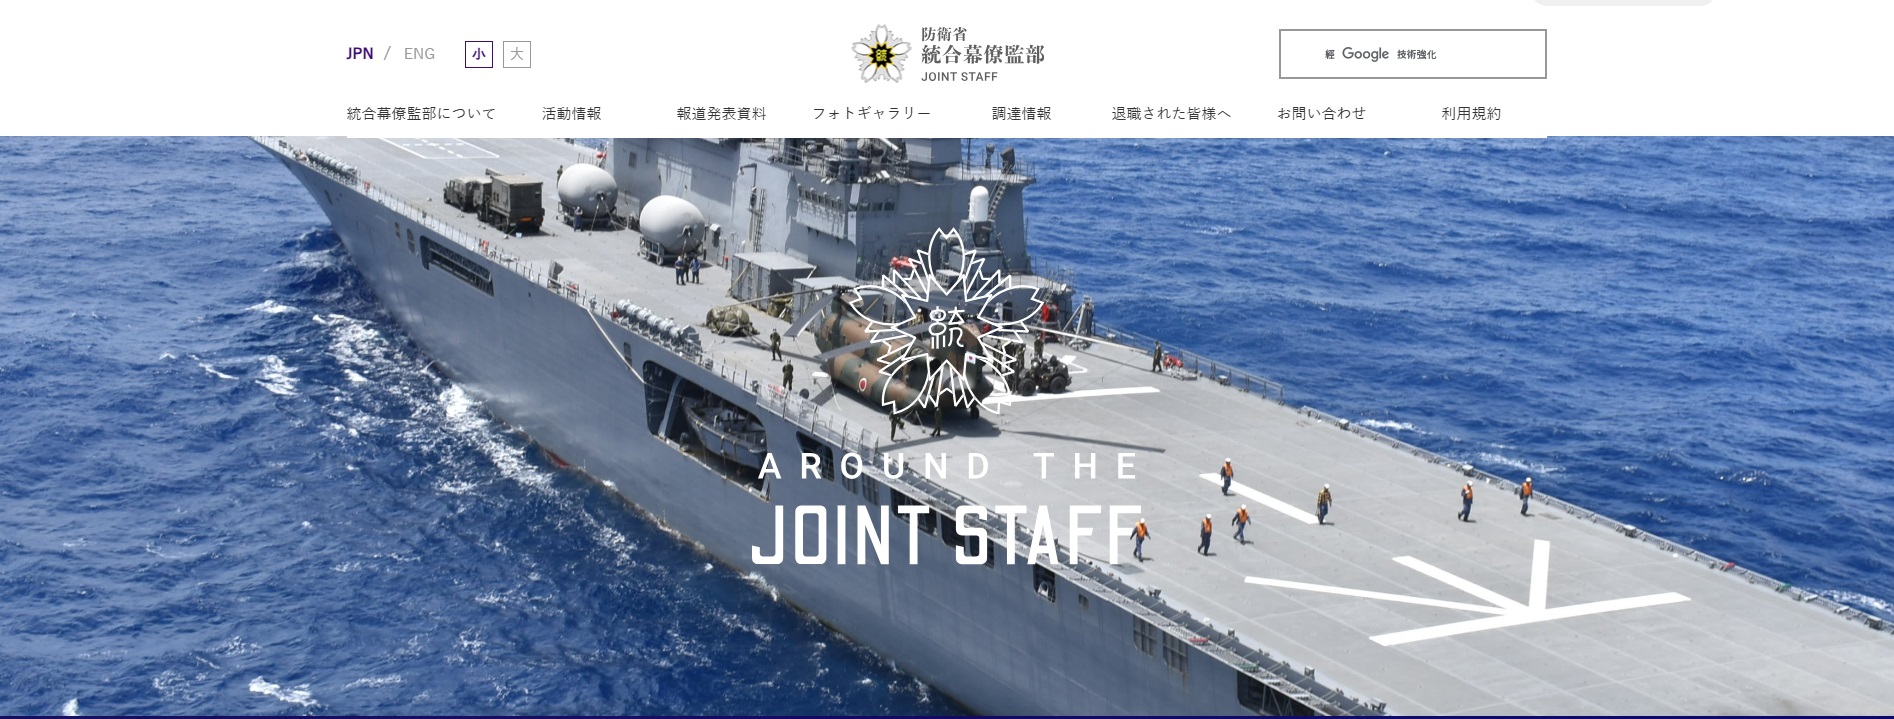 JPN / ENG 小 大
防衛省
統合幕僚監部
JOINT STAFF
經 Google 技術強化
統合幕僚監部について 活動情報 報道発表資料 フォトギャラリー 調達情報 退職された皆様へ お問い合わせ 利用規約
統
AROUND THE
JOINT STAFF